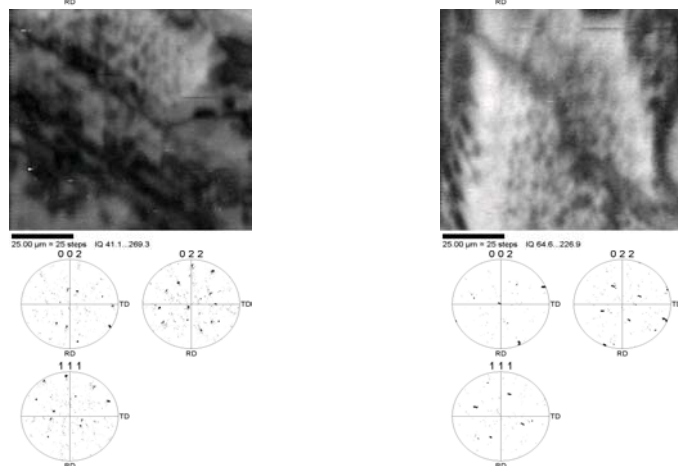 RD RD
25.00 µm = 25 steps IQ 41.1...269.3
25.00 µm = 25 steps IQ 64.6...226.9
0 0 2 0 2 2
0 0 2 0 2 2
TD TD
TD TD
RD RD
RD RD
1 1 1
1 1 1
TD
TD
RD
RD